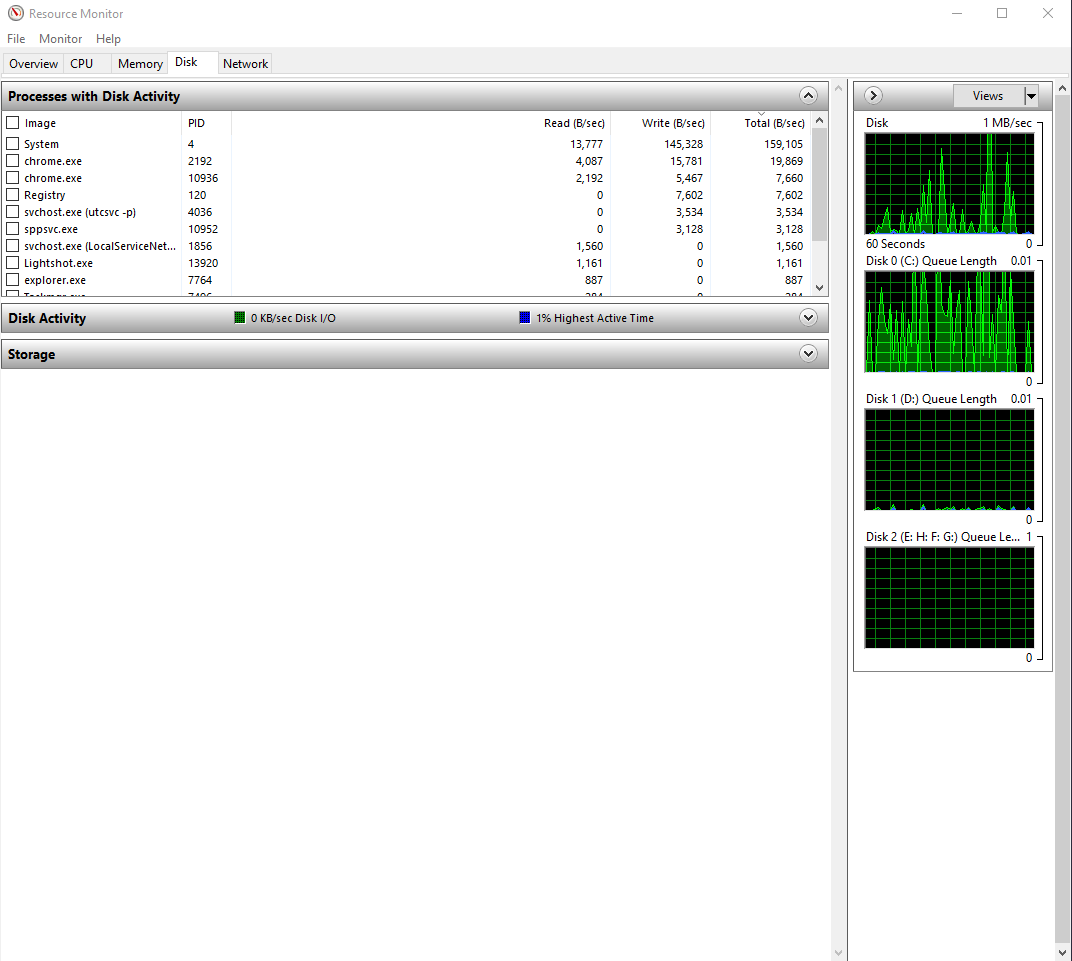 Resource Monitor
File Monitor Help
Overview CPU Memory Disk Network
Processes with Disk Activity
Image PID Read (B/sec) Write (B/sec) Total (B/sec)
System 4 13,777 145,328 159,105
chrome.exe 2192 4,087 15,781 19,869
chrome.exe 10936 2,192 5,467 7,660
Registry 120 0 7,602 7,602
svchost.exe (utcsvc -p) 4036 0 3,534 3,534
sppsvc.exe 10952 0 3,128 3,128
svchost.exe (LocalServiceNet... 1856 1,560 0 1,560
Lightshot.exe 13920 1,161 0 1,161
explorer.exe 7764 887 0 887
Disk Activity 0 KB/sec Disk I/O 1% Highest Active Time
Storage
Views
Disk 1 MB/sec
60 Seconds 0
Disk 0 (C:) Queue Length 0.01
0
Disk 1 (D:) Queue Length 0.01
0
Disk 2 (E: H: F: G:) Queue Le... 1
0